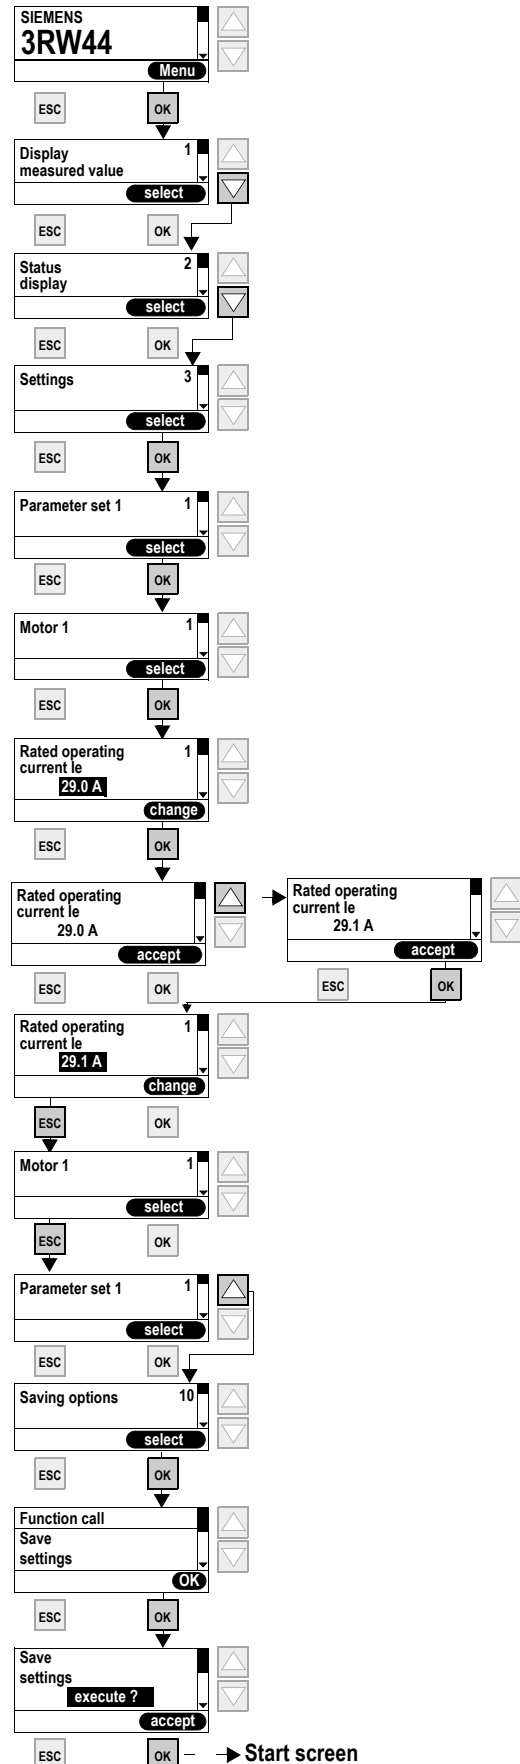 SIEMENS
3RW44
Menu
ESC OK
Display 1
measured value
select
ESC OK
Status 2
display
select
ESC OK
Settings 3
select
ESC OK
Parameter set 1 1
select
ESC OK
Motor 1 1
select
ESC OK
Rated operating 1
current Ie
29.0 A
change
ESC OK
Rated operating
current Ie
29.0 A
accept
ESC OK
Rated operating
current Ie
29.1 A
accept
ESC OK
Rated operating 1
current Ie
29.1 A
change
ESC OK
Motor 1 1
select
ESC OK
Parameter set 1 1
select
ESC OK
Saving options 10
select
ESC OK
Function call
Save
settings
OK
ESC OK
Save
settings
execute ?
accept
ESC OK Start screen